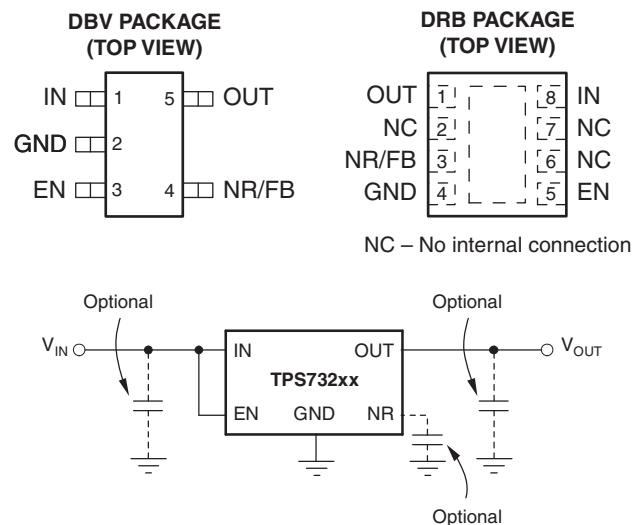 DBV PACKAGE
(TOP VIEW)
IN 1 5 OUT
GND 2
EN 3 4 NR/FB
DRB PACKAGE
(TOP VIEW)
OUT 1 8 IN
NC 2 7 NC
NR/FB 3 6 NC
GND 4 5 EN
NC – No internal connection
Optional Optional
VIN IN OUT VOUT
TPS732xx
EN GND NR
Optional